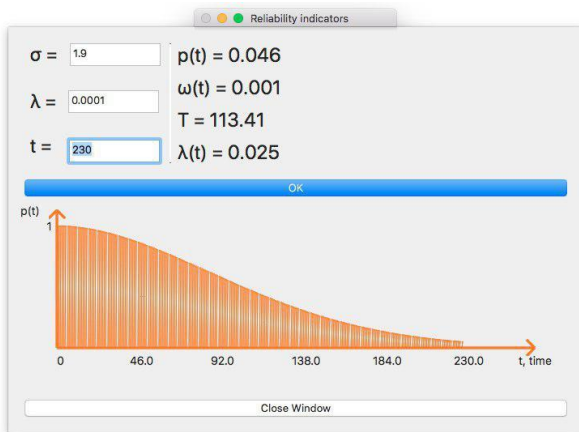 Reliability indicators
σ = 1.9
λ = 0.0001
t = 230
p(t) = 0.046
ω(t) = 0.001
T = 113.41
λ(t) = 0.025
OK
p(t)
1
0 46.0 92.0 138.0 184.0 230.0 t, time
Close Window